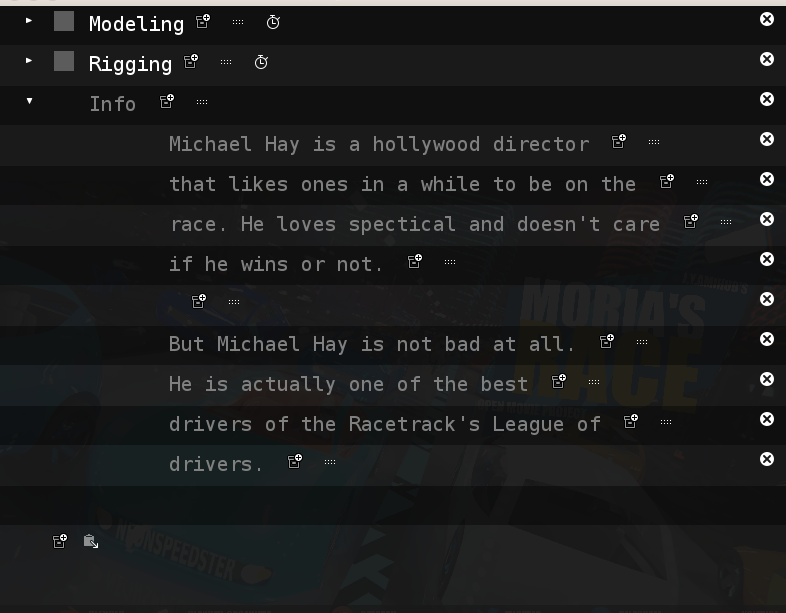 Modeling
Rigging
Info
Michael Hay is a hollywood director
that likes ones in a while to be on the
race. He loves spectical and doesn't care
if he wins or not.
MORIA'S
RACE
But Michael Hay is not bad at all.
He is actually one of the best
drivers of the Racetrack's League of
drivers.